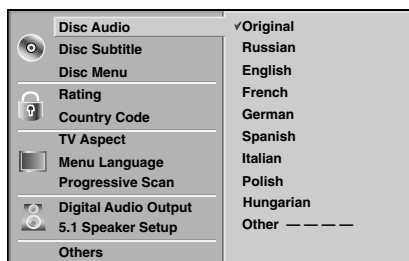 Disc Audio
Disc Subtitle
Disc Menu
Rating
Country Code
TV Aspect
Menu Language
Progressive Scan
Digital Audio Output
5.1 Speaker Setup
Others
✓Original
Russian
English
French
German
Spanish
Italian
Polish
Hungarian
Other — — — —